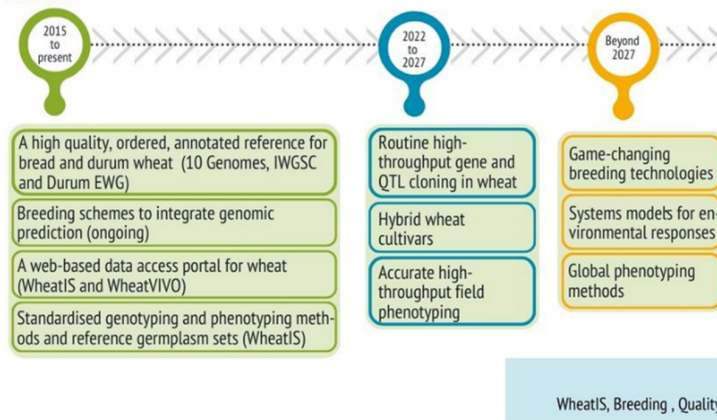 2015
to
present
2022
to
2027
Beyond
2027
A high quality, ordered, annotated reference for
bread and durum wheat (10 Genomes, IWGSC
and Durum EWG)
Breeding schemes to integrate genomic
prediction (ongoing)
A web-based data access portal for wheat
(WheatIS and WheatVIVO)
Standardised genotyping and phenotyping meth-
ods and reference germplasm sets (WheatIS)
Routine high-
throughput gene and
QTL cloning in wheat
Hybrid wheat
cultivars
Accurate high-
throughput field
phenotyping
Game-changing
breeding technologies
Systems models for en-
vironmental responses
Global phenotyping
methods
WheatIS, Breeding , Quality